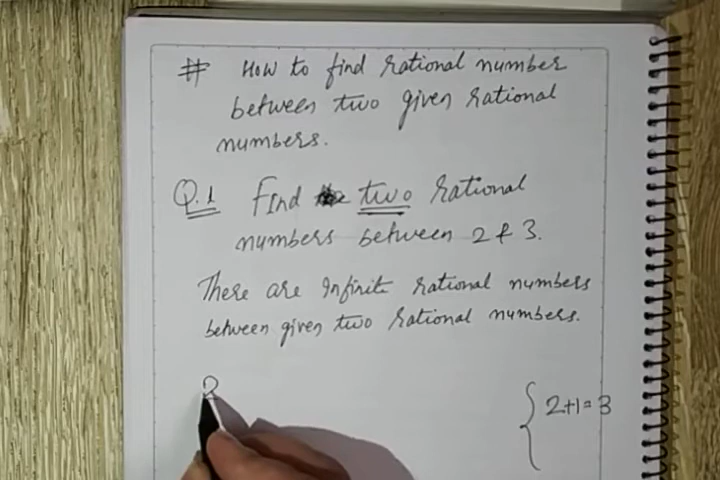 # How to find rational number
between two given rational
numbers.
Q.1 Find two rational
numbers between 2 & 3.
There are Infinite rational numbers
between given two rational numbers.
2
{ 2+1=3